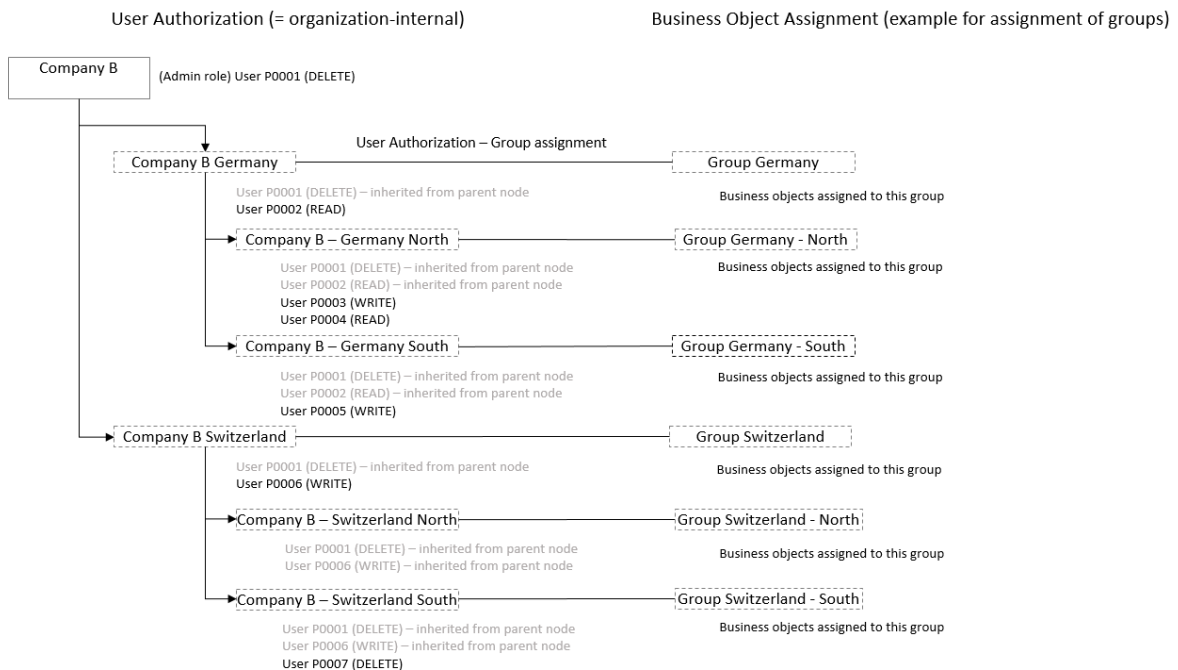 User Authorization (= organization-internal)
Business Object Assignment (example for assignment of groups)
Company B
(Admin role) User P0001 (DELETE)
User Authorization – Group assignment
Company B Germany
Group Germany
User P0001 (DELETE) – inherited from parent node
User P0002 (READ)
Business objects assigned to this group
Company B – Germany North
Group Germany - North
User P0001 (DELETE) – inherited from parent node
User P0002 (READ) – inherited from parent node
User P0003 (WRITE)
User P0004 (READ)
Business objects assigned to this group
Company B – Germany South
Group Germany - South
User P0001 (DELETE) – inherited from parent node
User P0002 (READ) – inherited from parent node
User P0005 (WRITE)
Business objects assigned to this group
Company B Switzerland
Group Switzerland
User P0001 (DELETE) – inherited from parent node
User P0006 (WRITE)
Business objects assigned to this group
Company B – Switzerland North
Group Switzerland - North
User P0001 (DELETE) – inherited from parent node
User P0006 (WRITE) – inherited from parent node
Business objects assigned to this group
Company B – Switzerland South
Group Switzerland - South
User P0001 (DELETE) – inherited from parent node
User P0006 (WRITE) – inherited from parent node
User P0007 (DELETE)
Business objects assigned to this group